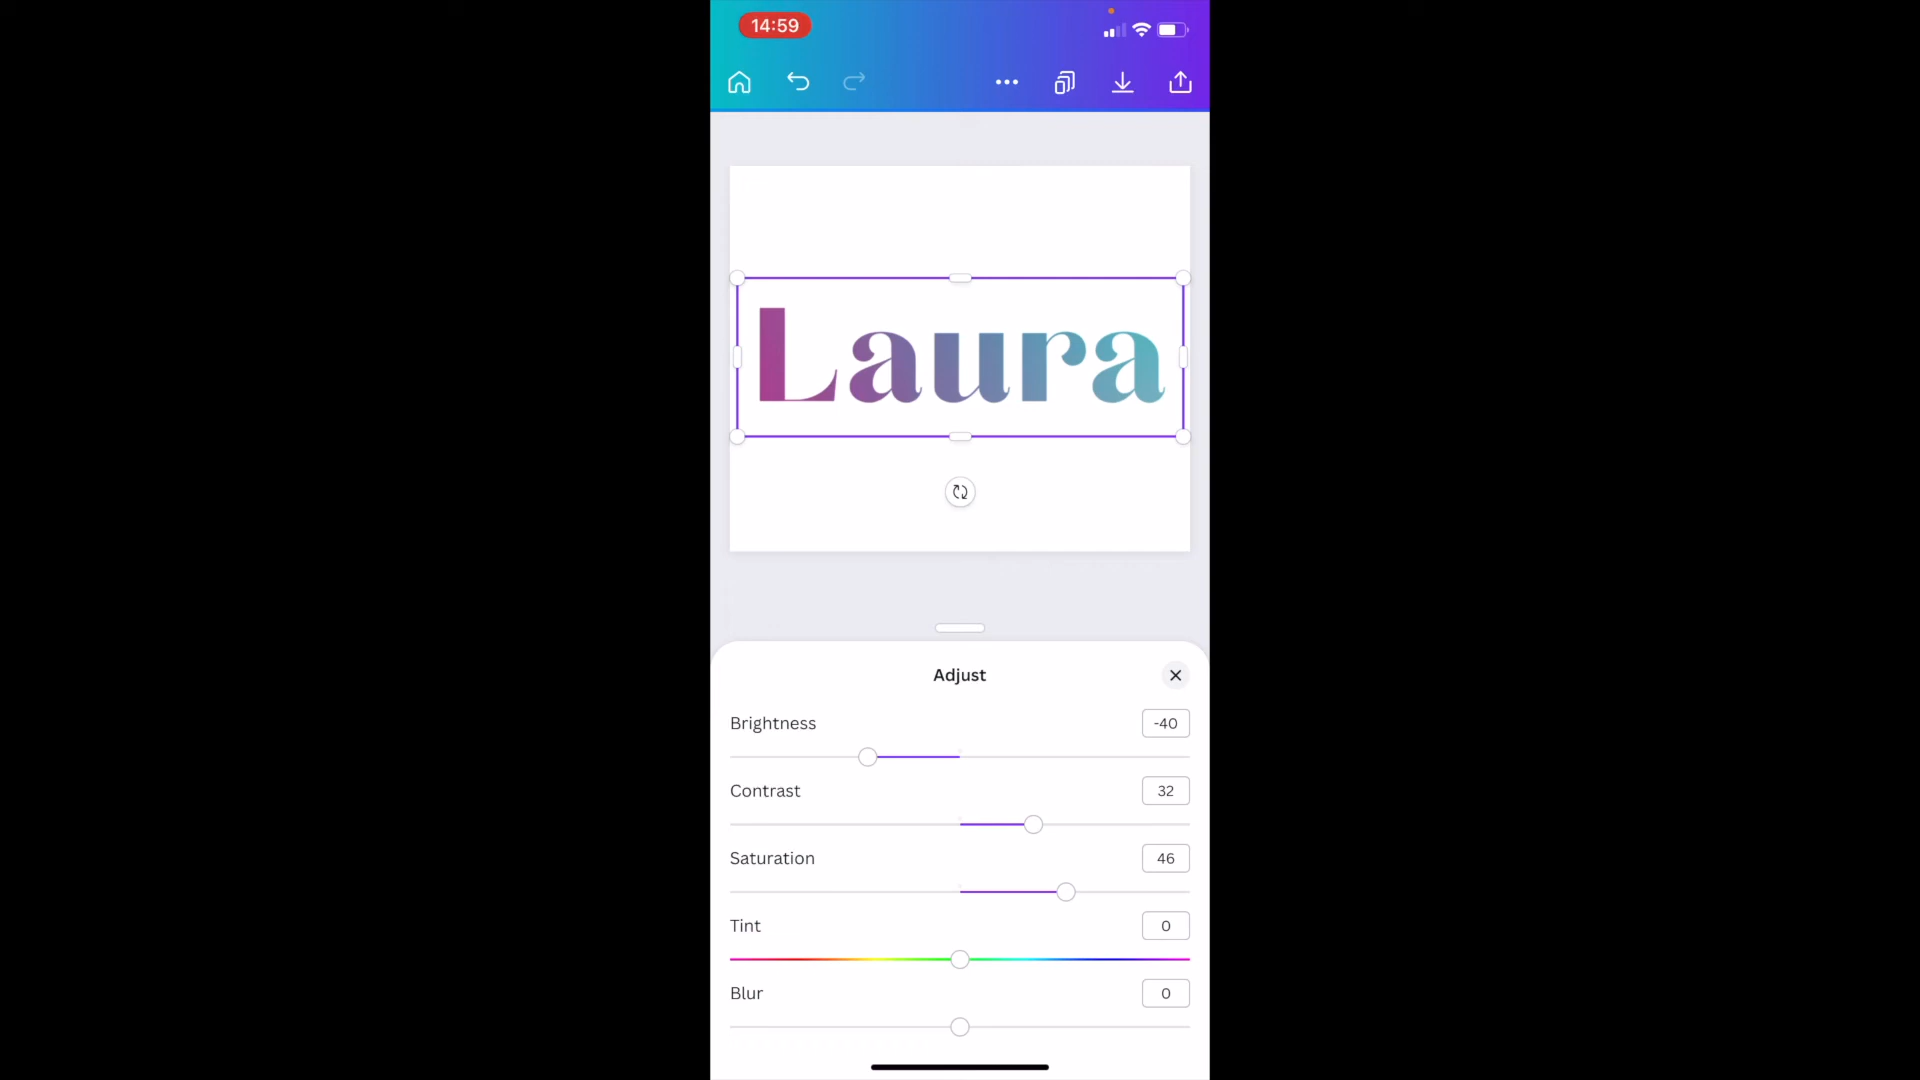 14:59
Laura
Adjust
Brightness -40
Contrast 32
Saturation 46
Tint 0
Blur 0